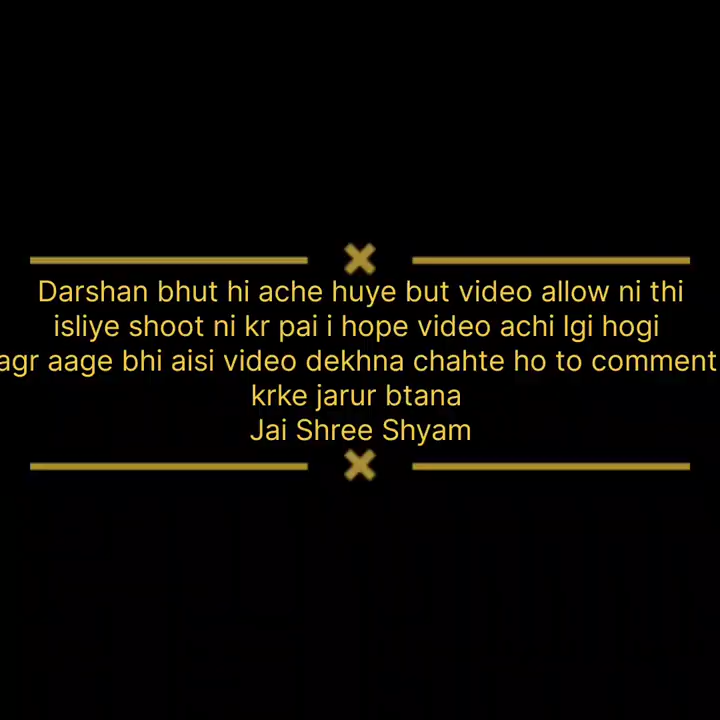 Darshan bhut hi ache huye but video allow ni thi
isliye shoot ni kr pai i hope video achi lgi hogi
agr aage bhi aisi video dekhna chahte ho to comment
krke jarur btana
Jai Shree Shyam